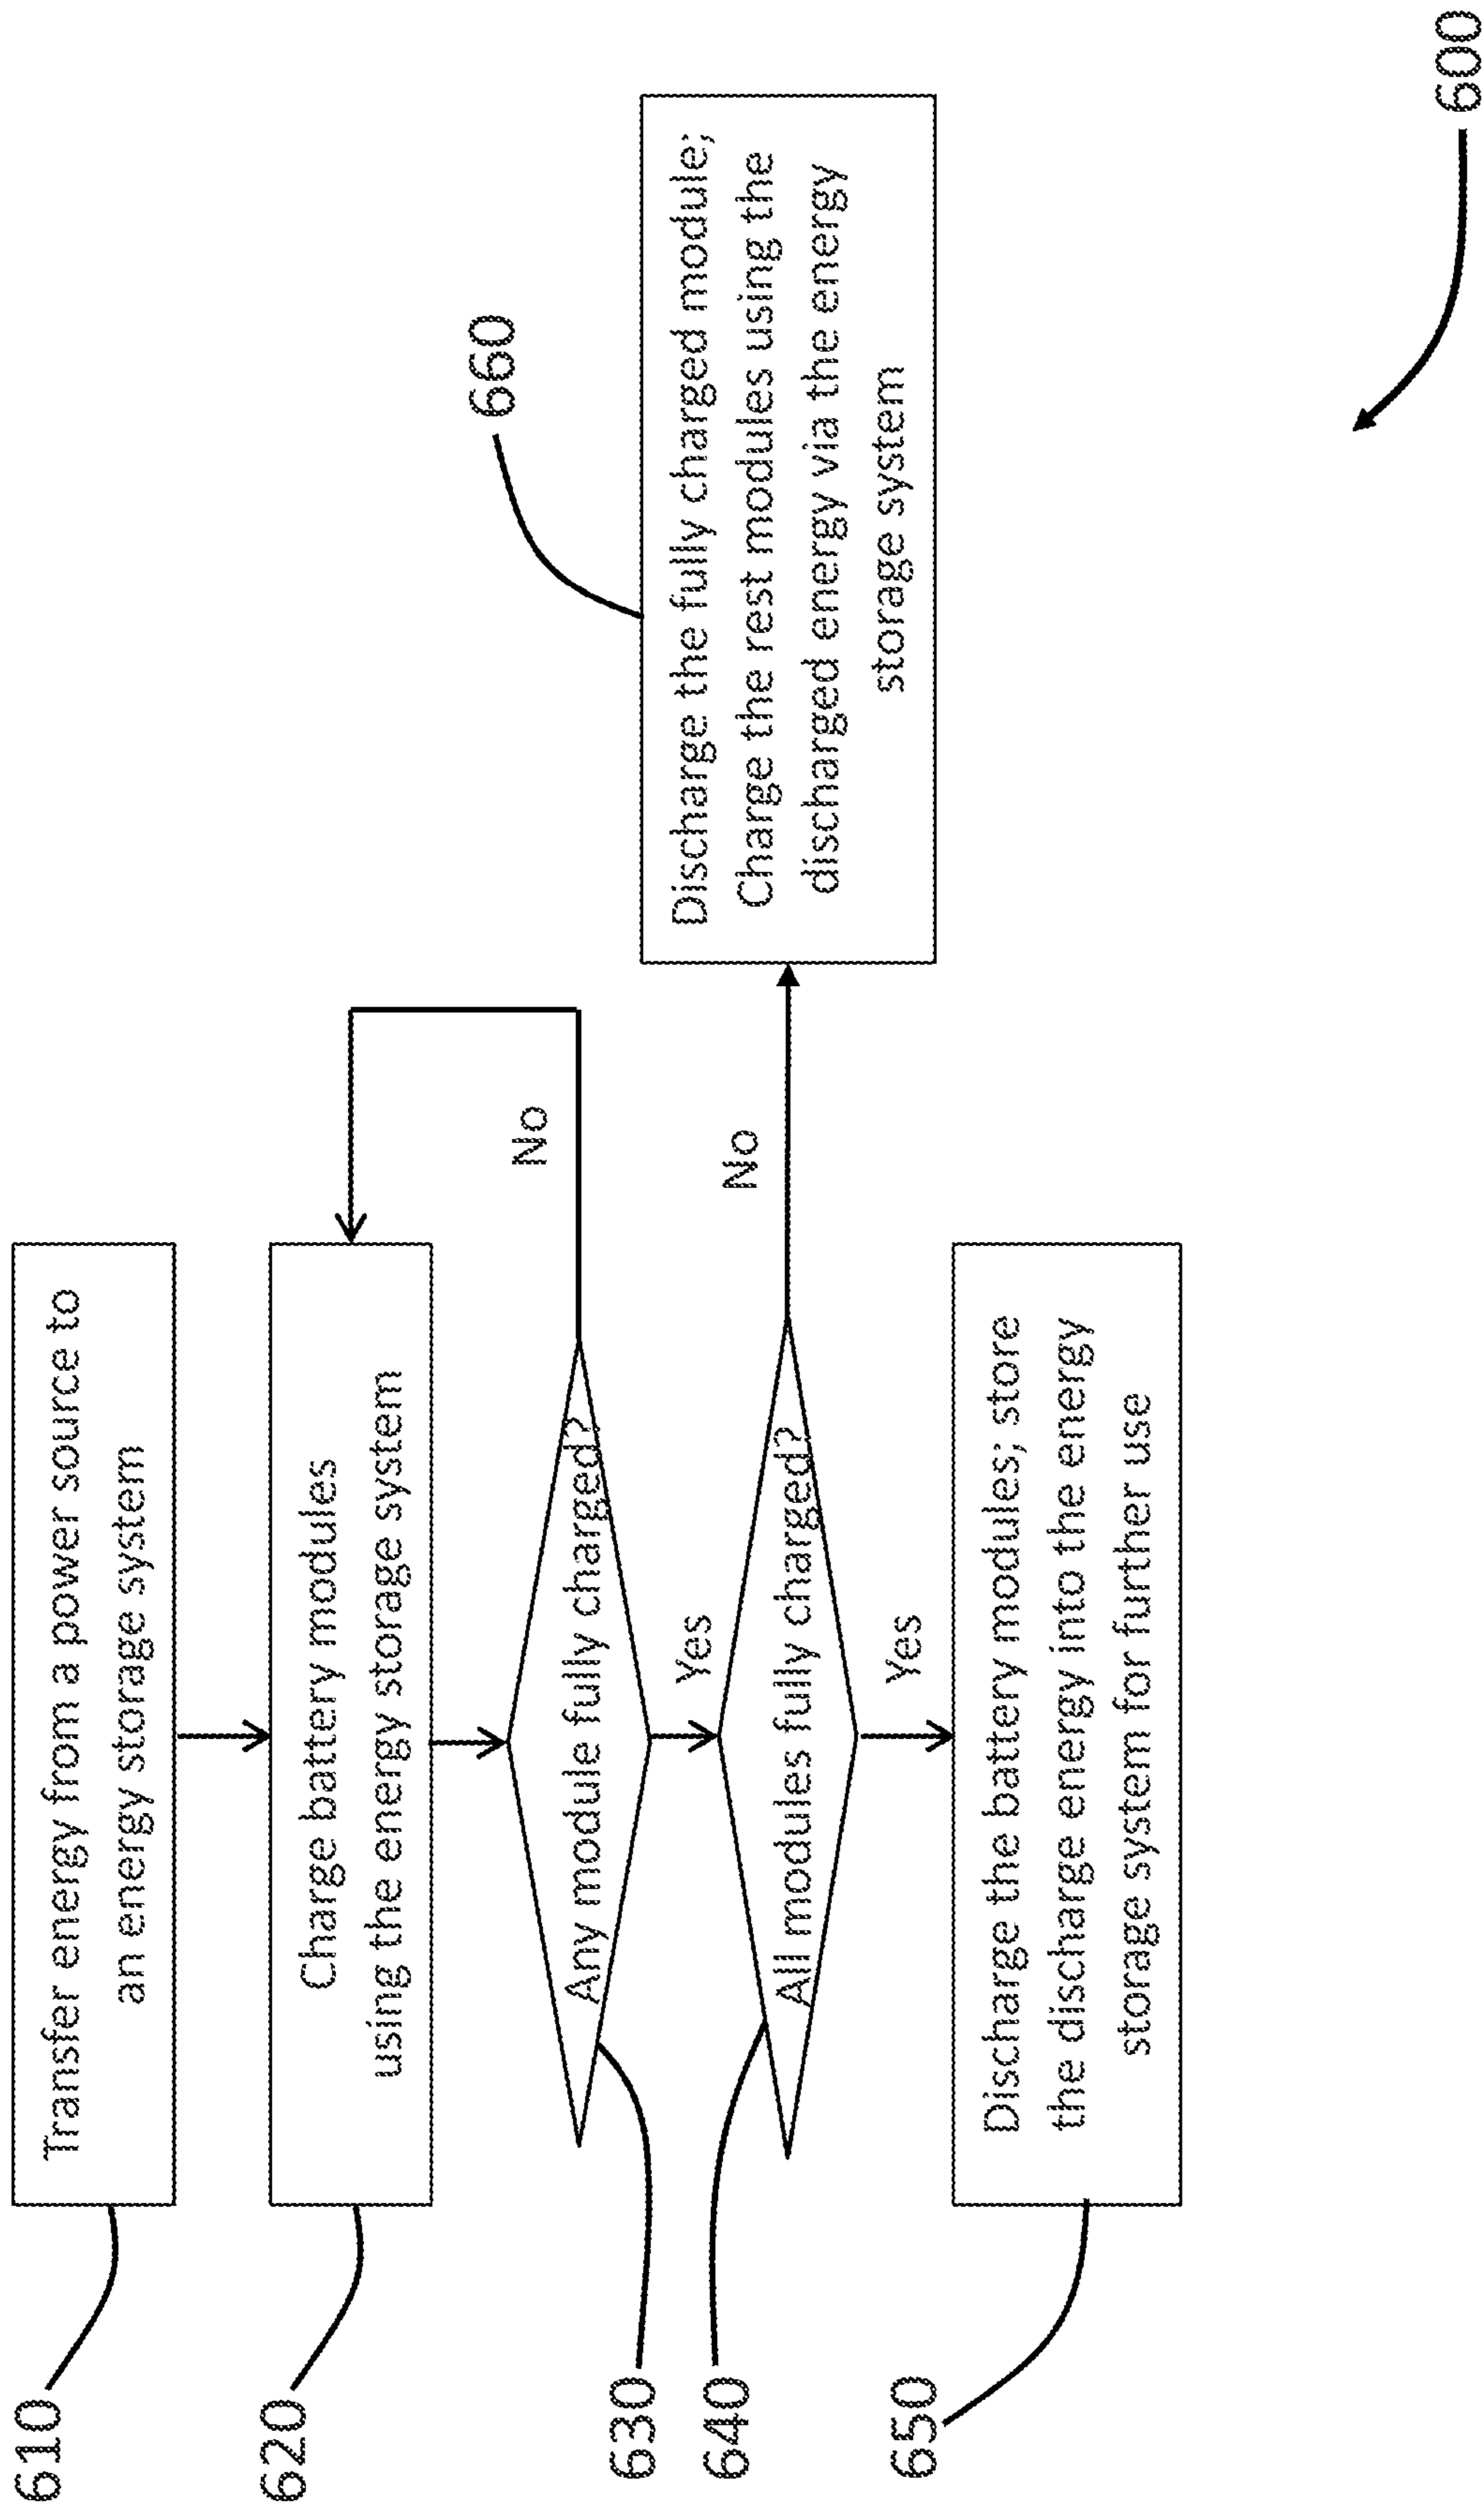 610
Transfer energy from a power source to
an energy storage system
620
Charge battery modules
using the energy storage system
630
Any module fully charged?
No
Yes
640
All modules fully charged?
No
Yes
650
Discharge the battery modules; store
the discharge energy into the energy
storage system for further use
660
Discharge the fully charged module;
Charge the rest modules using the
discharged energy via the energy
storage system
600